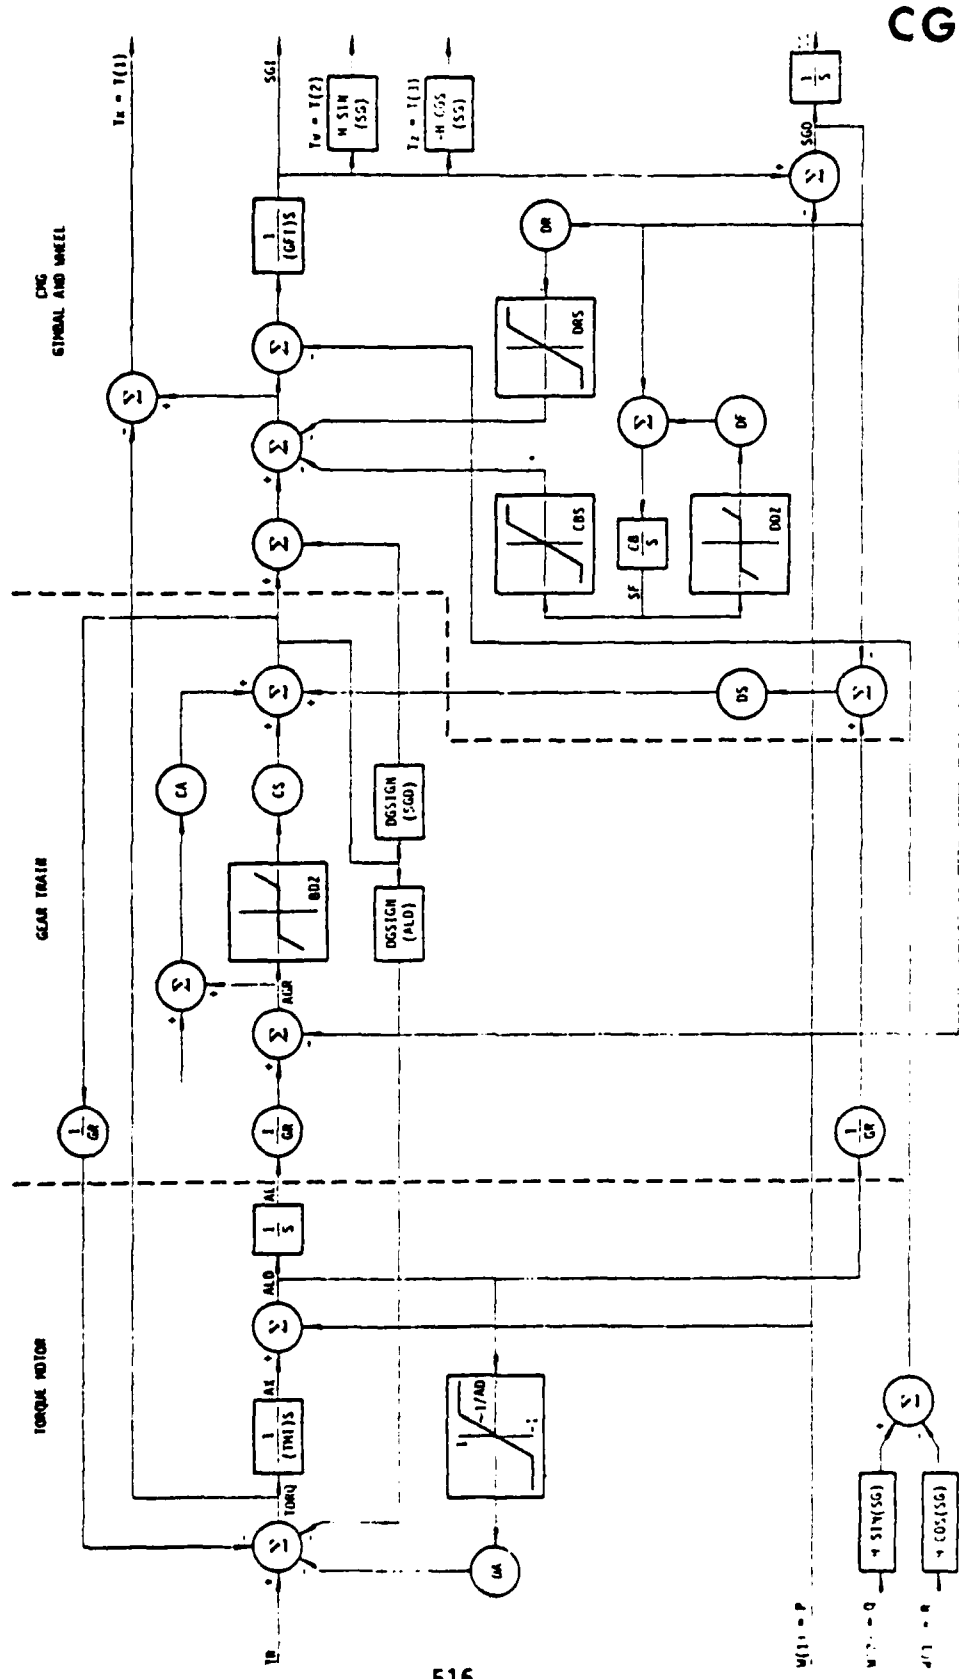 CG
CMG
GIMBAL AND WHEEL
GEAR TRAIN
TORQUE MOTOR
Tx = T(1)
SGI
Ty = T(2)
H SIN
(SG)
Tz = T(3)
-H COS
(SG)
1
S
SGD
Σ
1
(GFI)S
Σ
Σ
Σ
Σ
DR
DRS
Σ
DF
CBS
CB
S
SF
DDZ
Σ
CA
CS
BDZ
AGR
Σ
Σ
DGSIGN
(SGD)
DGSIGN
(ALD)
DS
Σ
1
GR
1
GR
1
GR
AL
1
S
ALD
Σ
AX
1
(TMI)S
TORQ
Σ
TR
~1/AD
DA
Σ
H SIN(SG)
H COS(SG)
W(1) = P
= Q
= R
516